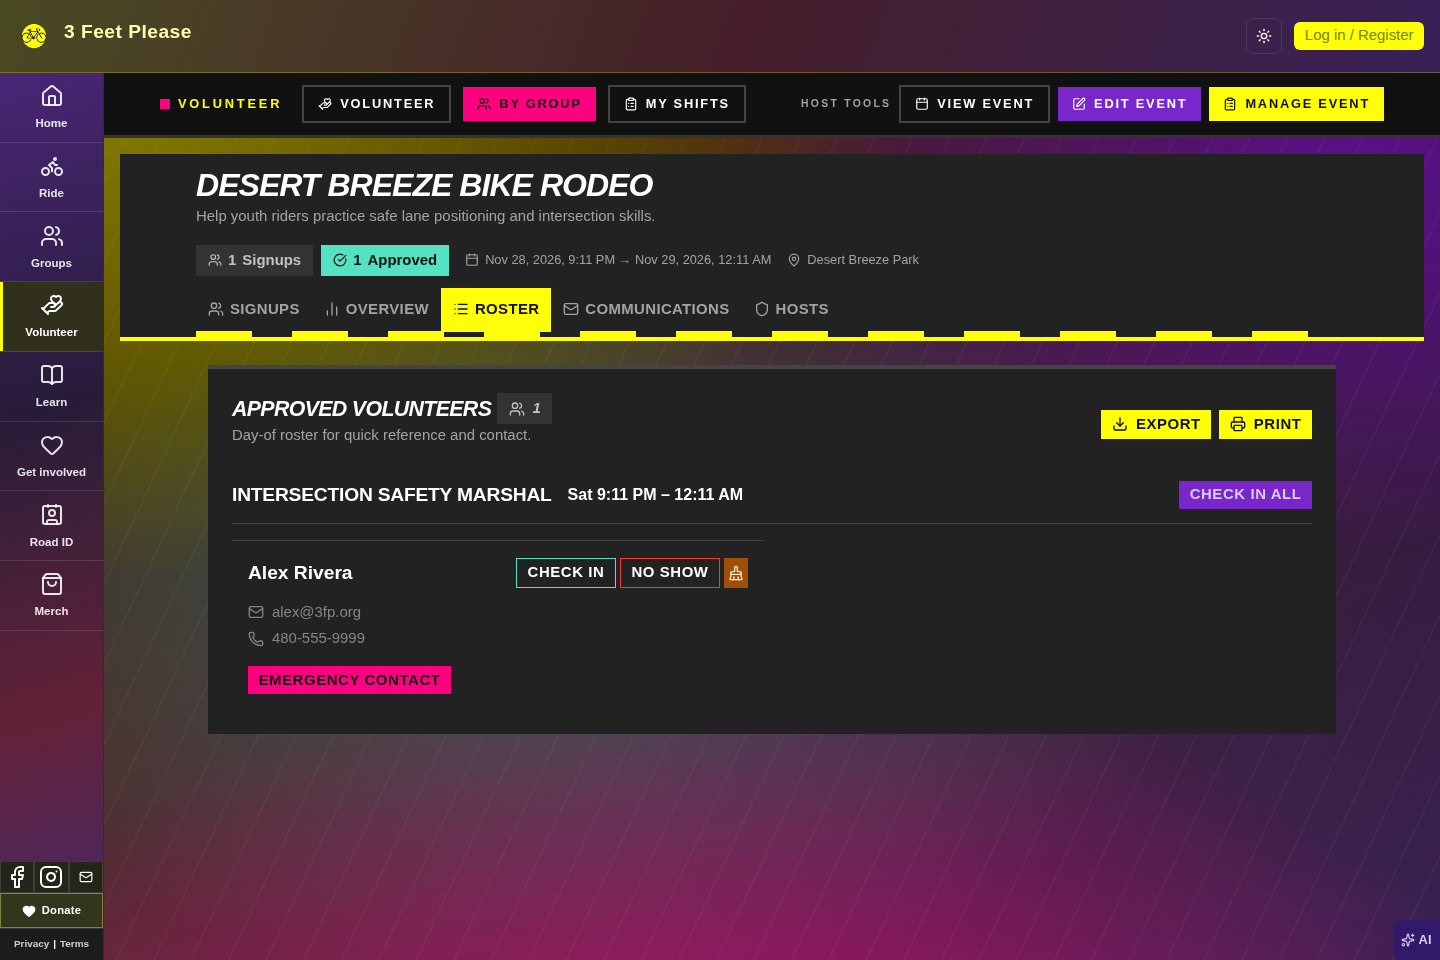 3 Feet Please
Log in / Register
Home
Ride
Groups
Volunteer
Learn
Get involved
Road ID
Merch
Donate
Privacy | Terms
VOLUNTEER
VOLUNTEER
BY GROUP
MY SHIFTS
HOST TOOLS
VIEW EVENT
EDIT EVENT
MANAGE EVENT
DESERT BREEZE BIKE RODEO
Help youth riders practice safe lane positioning and intersection skills.
1 Signups
1 Approved
Nov 28, 2026, 9:11 PM → Nov 29, 2026, 12:11 AM
Desert Breeze Park
SIGNUPS
OVERVIEW
ROSTER
COMMUNICATIONS
HOSTS
APPROVED VOLUNTEERS 1
Day-of roster for quick reference and contact.
EXPORT
PRINT
INTERSECTION SAFETY MARSHAL Sat 9:11 PM – 12:11 AM
CHECK IN ALL
Alex Rivera
CHECK IN
NO SHOW
alex@3fp.org
480-555-9999
EMERGENCY CONTACT
AI